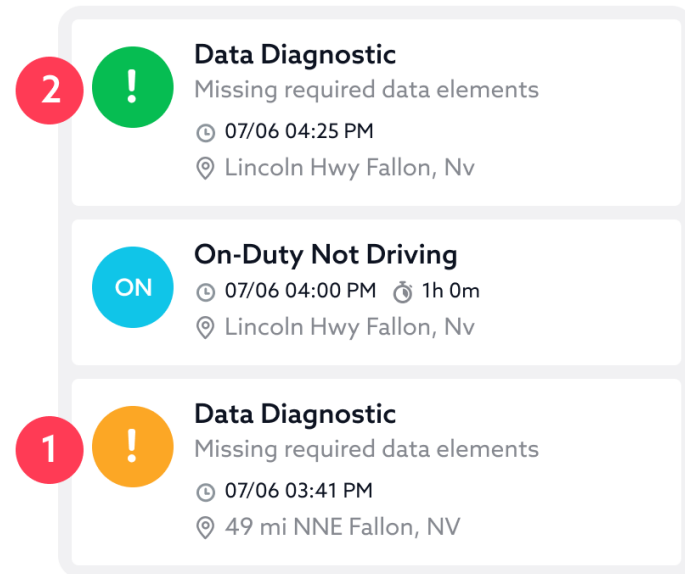 2
!
Data Diagnostic
Missing required data elements
07/06 04:25 PM
Lincoln Hwy Fallon, Nv
ON
On-Duty Not Driving
07/06 04:00 PM 1h 0m
Lincoln Hwy Fallon, Nv
1
!
Data Diagnostic
Missing required data elements
07/06 03:41 PM
49 mi NNE Fallon, NV